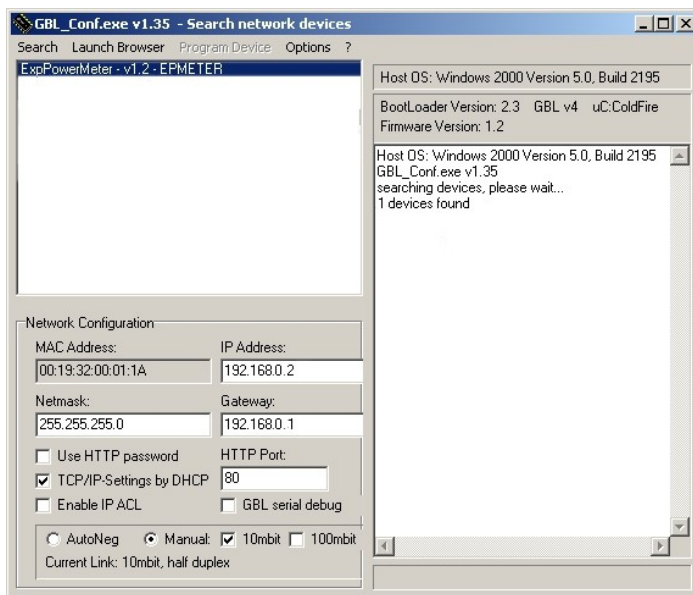 GBL_Conf.exe v1.35 - Search network devices
Search Launch Browser Program Device Options ?
ExpPowerMeter - v1.2 - EPMETER
Network Configuration
MAC Address: IP Address:
00:19:32:00:01:1A 192.168.0.2
Netmask: Gateway:
255.255.255.0 192.168.0.1
Use HTTP password HTTP Port:
TCP/IP-Settings by DHCP 80
Enable IP ACL GBL serial debug
AutoNeg Manual: 10mbit 100mbit
Current Link: 10mbit, half duplex
Host OS: Windows 2000 Version 5.0, Build 2195
BootLoader Version: 2.3 GBL v4 uC:ColdFire
Firmware Version: 1.2
Host OS: Windows 2000 Version 5.0, Build 2195
GBL_Conf.exe v1.35
searching devices, please wait...
1 devices found